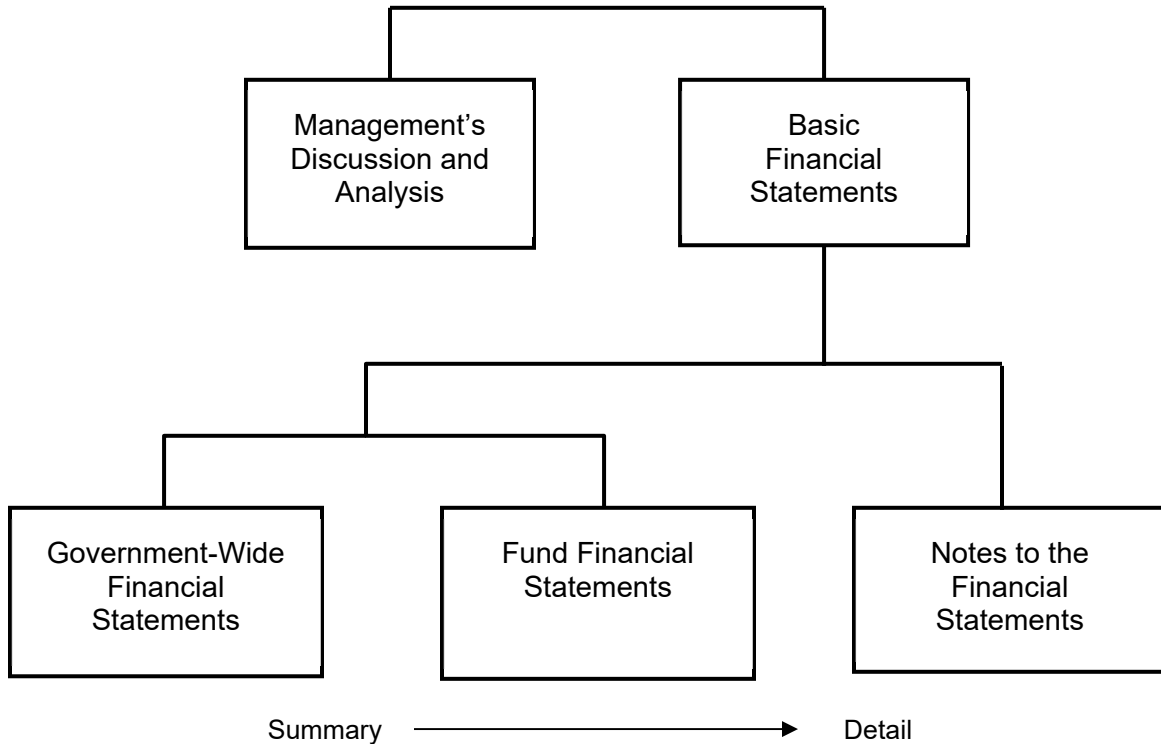 Management’s
Discussion and
Analysis
Basic
Financial
Statements
Government-Wide
Financial
Statements
Fund Financial
Statements
Notes to the
Financial
Statements
Summary
Detail